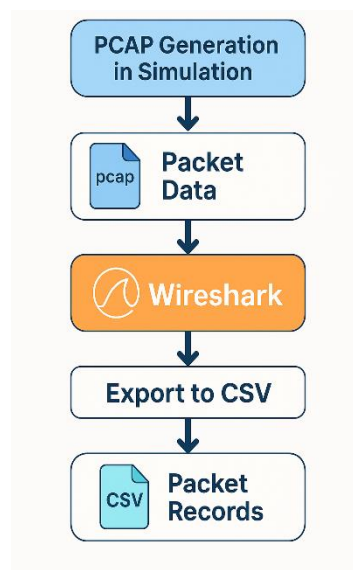 PCAP Generation
in Simulation
pcap
Packet
Data
Wireshark
Export to CSV
CSV
Packet
Records